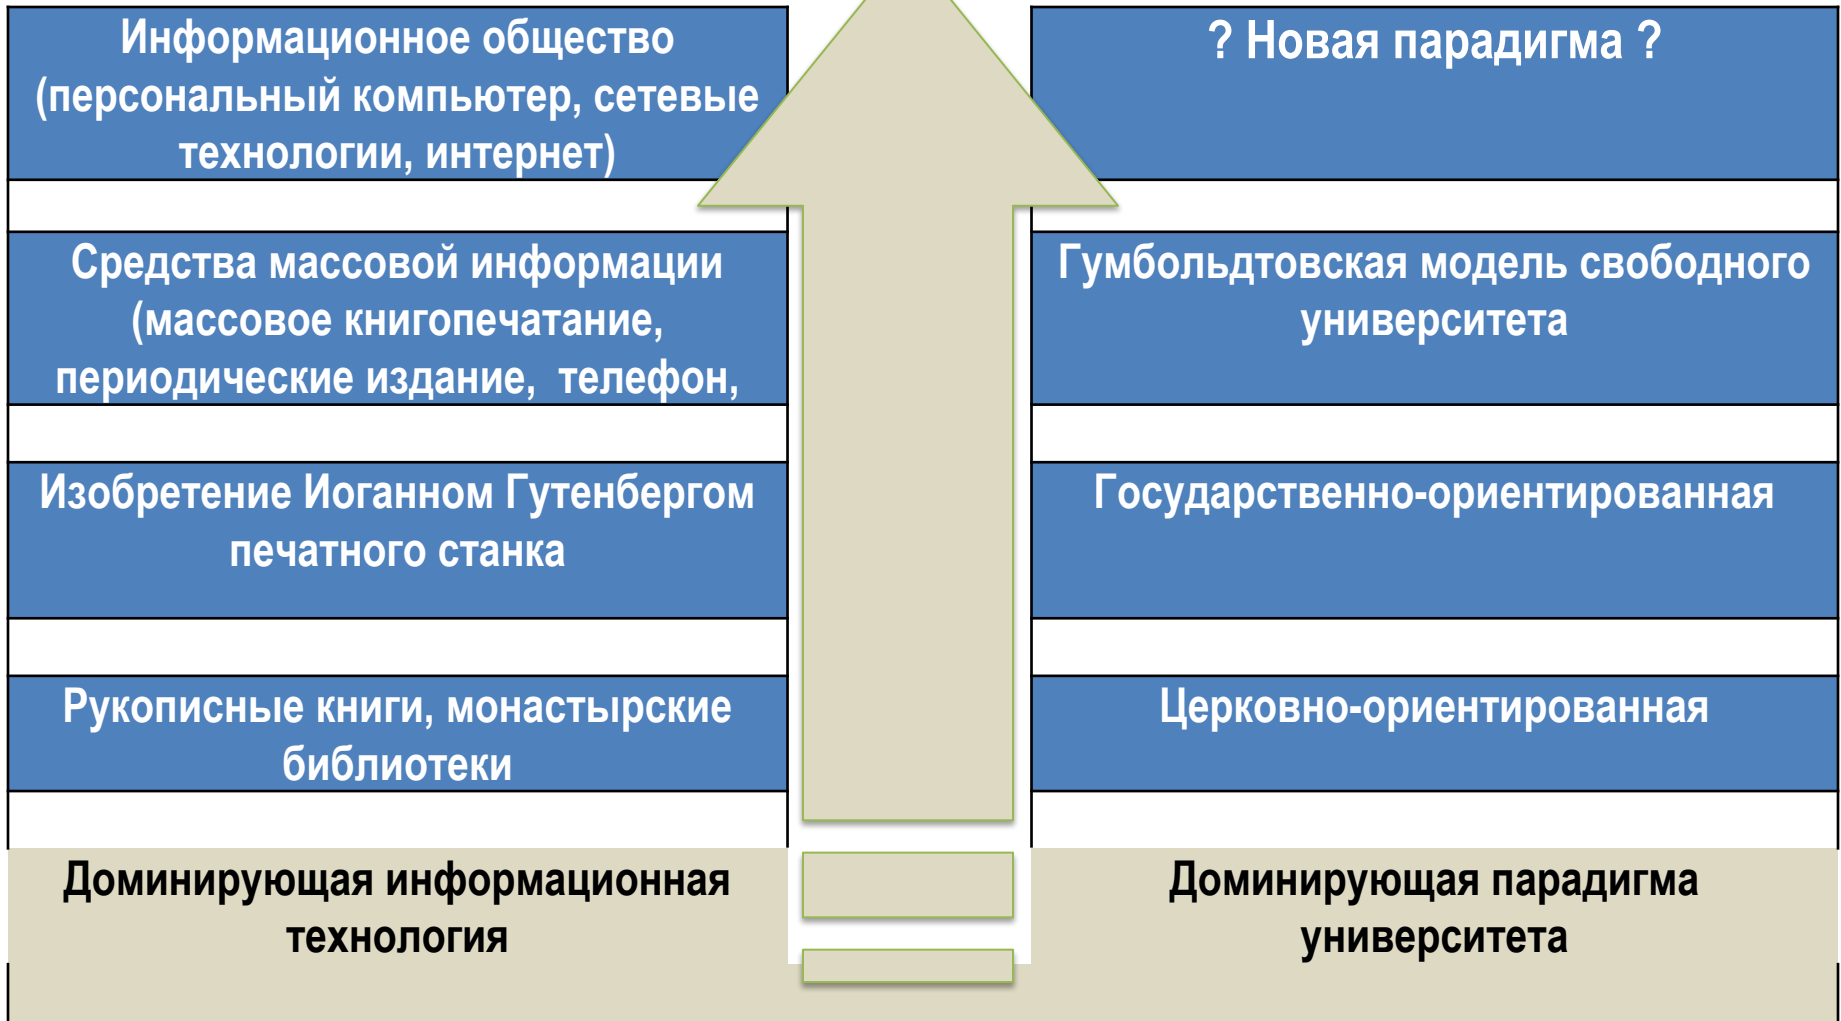 Информационное общество
(персональный компьютер, сетевые
технологии, интернет)
? Новая парадигма ?
Средства массовой информации
(массовое книгопечатание,
периодические издание, телефон,
Гумбольдтовская модель свободного
университета
Изобретение Иоганном Гутенбергом
печатного станка
Государственно-ориентированная
Рукописные книги, монастырские
библиотеки
Церковно-ориентированная
Доминирующая информационная
технология
Доминирующая парадигма
университета